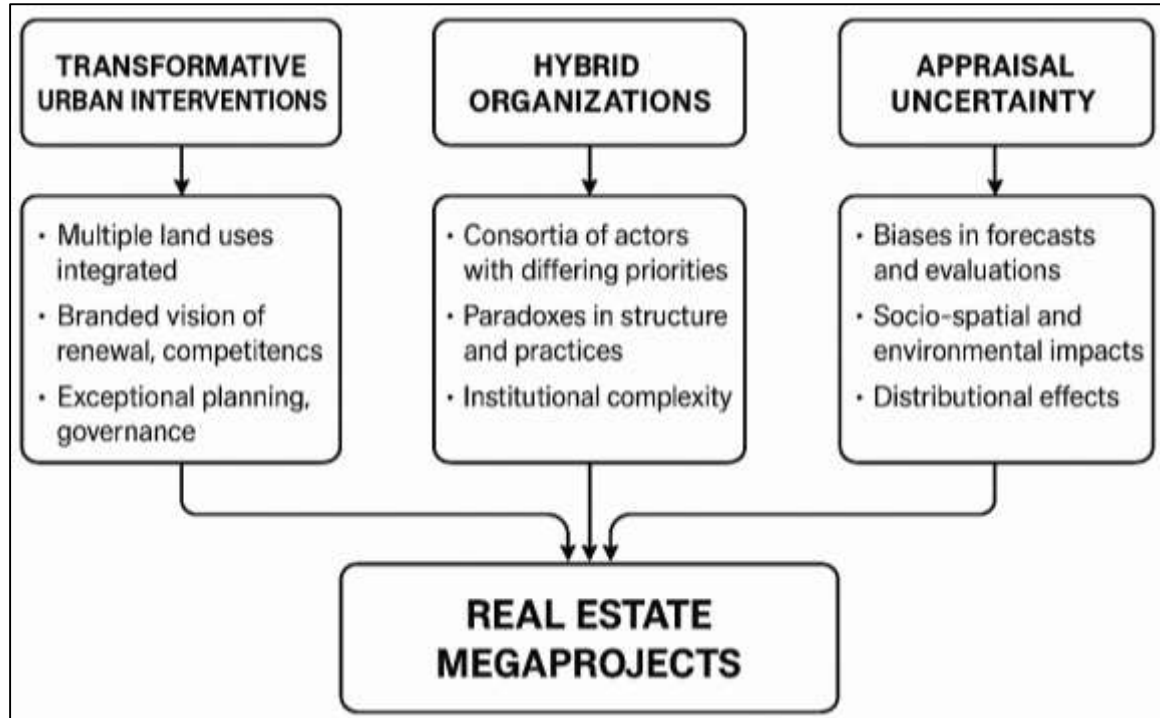 TRANSFORMATIVE
URBAN INTERVENTIONS
• Multiple land uses
integrated
• Branded vision of
renewal, competitencs
• Exceptional planning,
governance
HYBRID
ORGANIZATIONS
• Consortia of actors
with differing priorities
• Paradoxes in structure
and practices
• Institutional complexity
APPRAISAL
UNCERTAINTY
• Biases in forecasts
and evaluations
• Socio-spatial and
environmental impacts
• Distributional effects
REAL ESTATE
MEGAPROJECTS